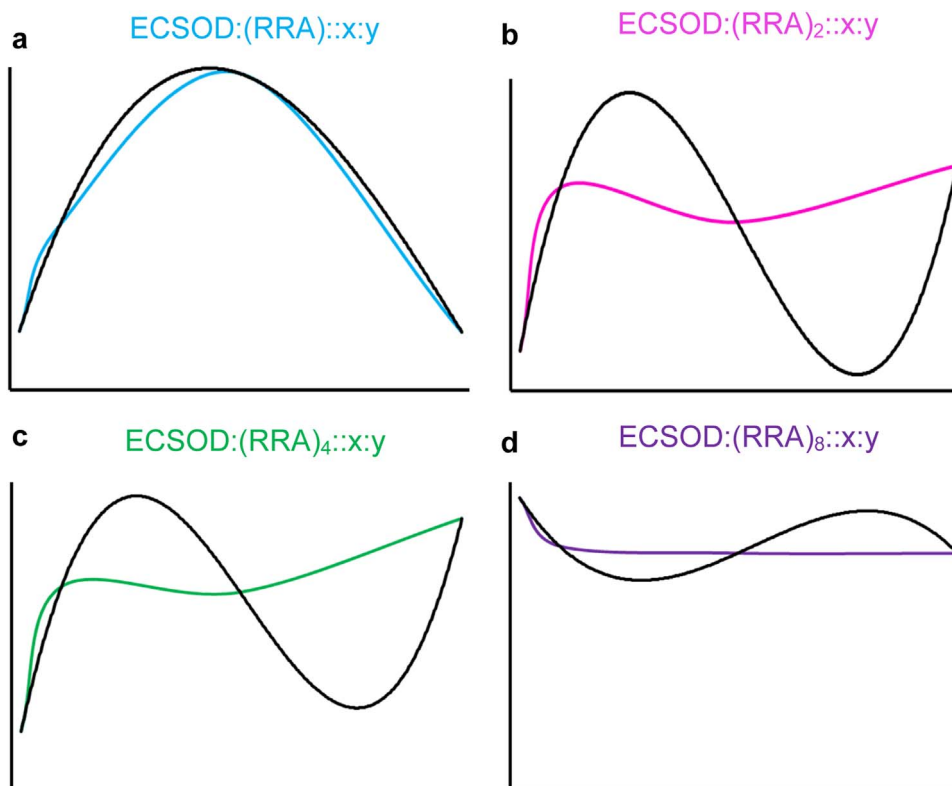 a
ECSOD:(RRA)::x:y
b
ECSOD:(RRA)₂::x:y
c
ECSOD:(RRA)₄::x:y
d
ECSOD:(RRA)₈::x:y